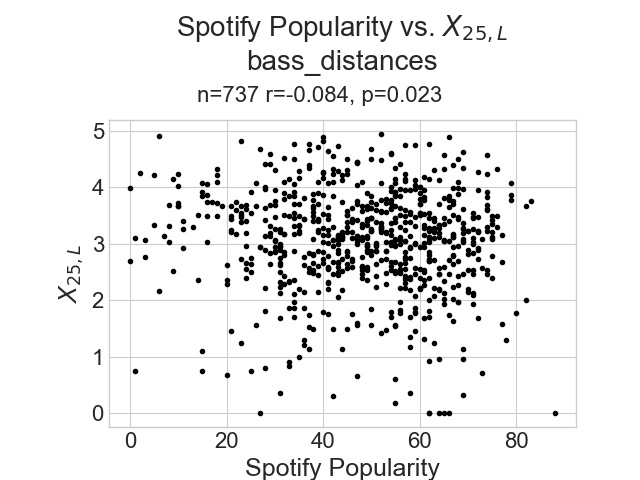 Spotify Popularity vs. X25, L
bass_distances
n=737 r=-0.084, p=0.023
5
4
3
2
1
0
X25, L
0 20 40 60 80
Spotify Popularity